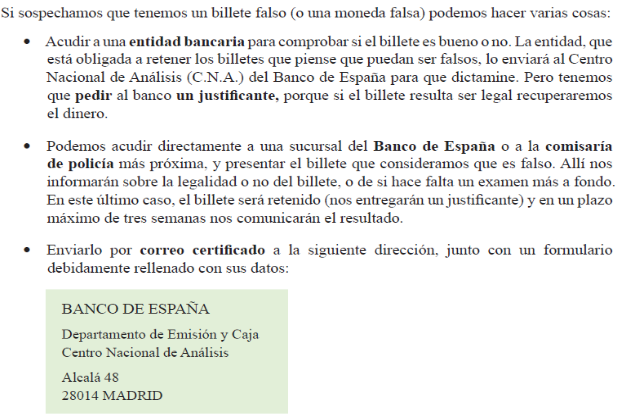 Si sospechamos que tenemos un billete falso (o una moneda falsa) podemos hacer varias cosas:
• Acudir a una entidad bancaria para comprobar si el billete es bueno o no. La entidad, que
está obligada a retener los billetes que piense que puedan ser falsos, lo enviará al Centro
Nacional de Análisis (C.N.A.) del Banco de España para que dictamine. Pero tenemos
que pedir al banco un justificante, porque si el billete resulta ser legal recuperaremos
el dinero.
• Podemos acudir directamente a una sucursal del Banco de España o a la comisaría
de policía más próxima, y presentar el billete que consideramos que es falso. Allí nos
informarán sobre la legalidad o no del billete, o de si hace falta un examen más a fondo.
En este último caso, el billete será retenido (nos entregarán un justificante) y en un plazo
máximo de tres semanas nos comunicarán el resultado.
• Enviarlo por correo certificado a la siguiente dirección, junto con un formulario
debidamente rellenado con sus datos:
BANCO DE ESPAÑA
Departamento de Emisión y Caja
Centro Nacional de Análisis
Alcalá 48
28014 MADRID